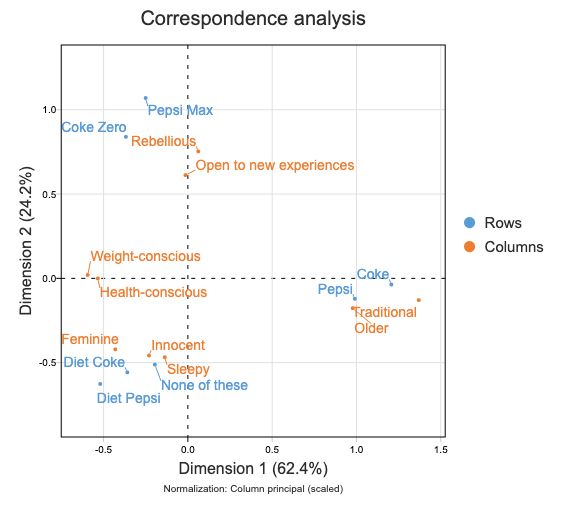 Correspondence analysis
Pepsi Max
Coke Zero
Rebellious
Open to new experiences
Weight-conscious
Health-conscious
Coke
Pepsi
Traditional
Older
Feminine
Innocent
Diet Coke
Sleepy
None of these
Diet Pepsi
1.0
0.5
0.0
-0.5
Dimension 2 (24.2%)
-0.5 0.0 0.5 1.0 1.5
Dimension 1 (62.4%)
Normalization: Column principal (scaled)
Rows
Columns